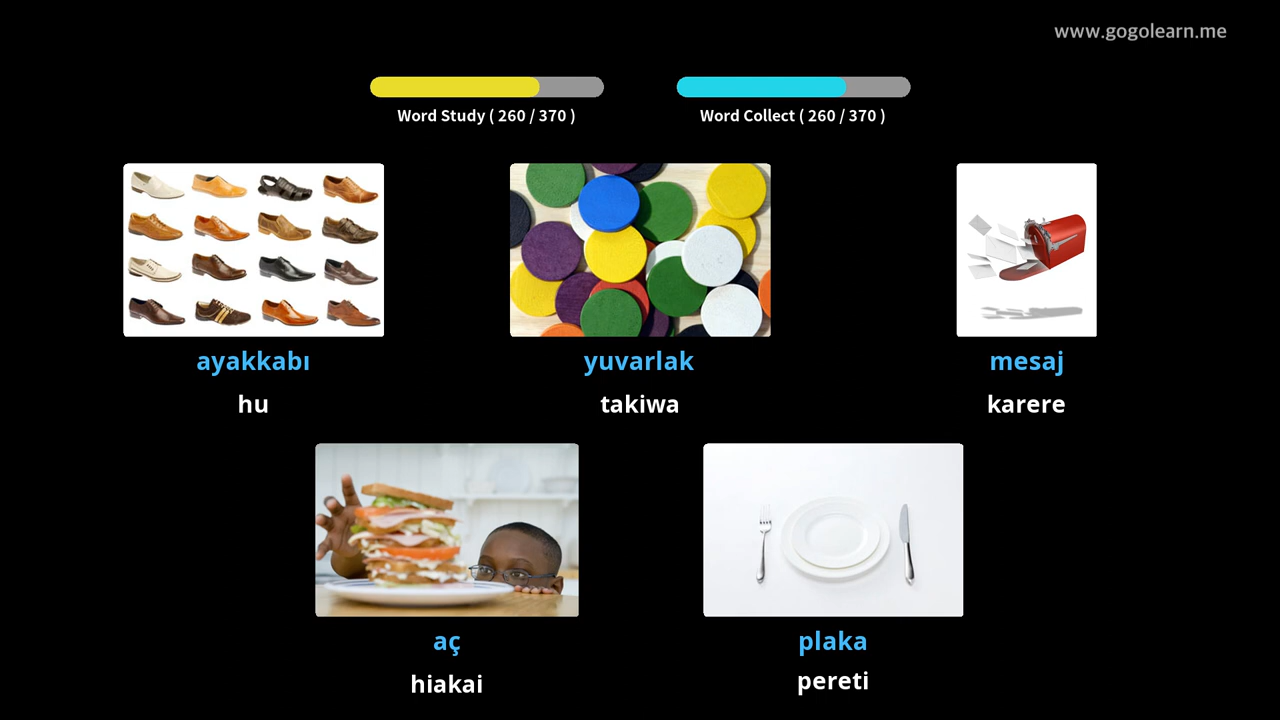 www.gogolearn.me
Word Study ( 260 / 370 )
Word Collect ( 260 / 370 )
ayakkabı
yuvarlak
mesaj
hu
takiwa
karere
aç
plaka
hiakai
pereti